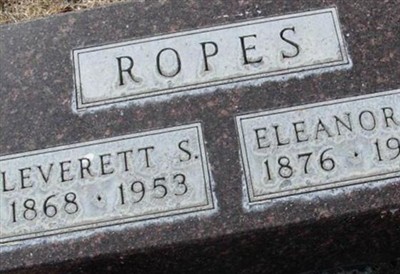 ROPES
LEVERETT S.
1868 · 1953
ELEANOR
1876 ·